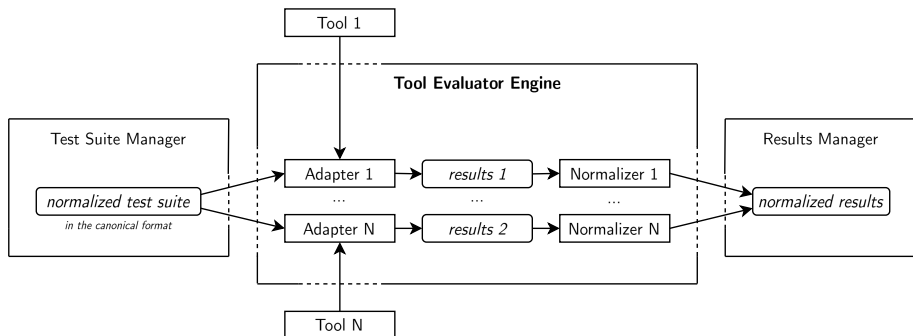 Tool 1
Tool Evaluator Engine
Test Suite Manager
Results Manager
Adapter 1
results 1
Normalizer 1
normalized test suite
...
...
...
normalized results
in the canonical format
Adapter N
results 2
Normalizer N
Tool N